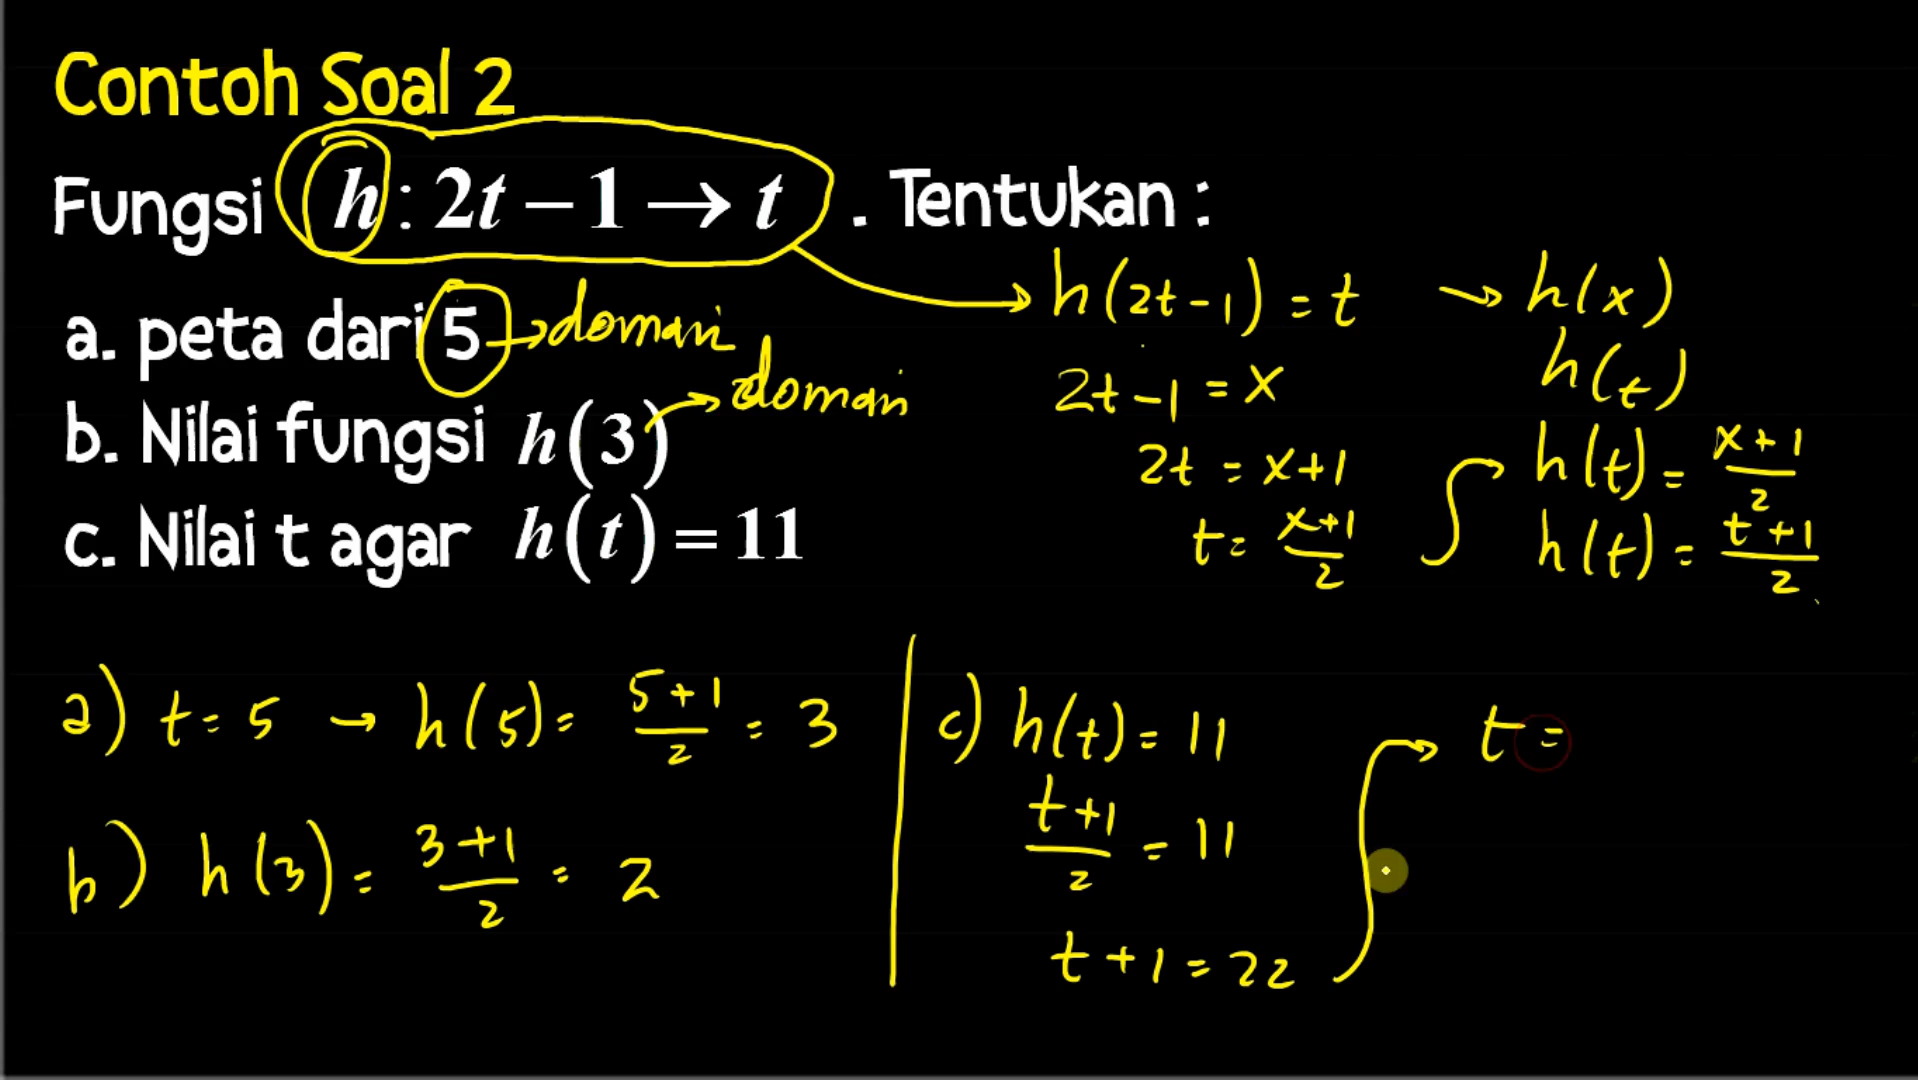 Contoh Soal 2
Fungsi h : 2t − 1 → t . Tentukan :
a. peta dari 5 → domain
b. Nilai fungsi h(3) → domain
c. Nilai t agar h(t) = 11
→ h(2t-1) = t → h(x)
h(t)
2t-1 = x
2t = x+1
t = (x+1)/2
→ h(t) = (x+1)/2
h(t) = (t+1)/2
a) t = 5 → h(5) = (5+1)/2 = 3
b) h(3) = (3+1)/2 = 2
c) h(t) = 11
(t+1)/2 = 11
t+1 = 22
→ t =